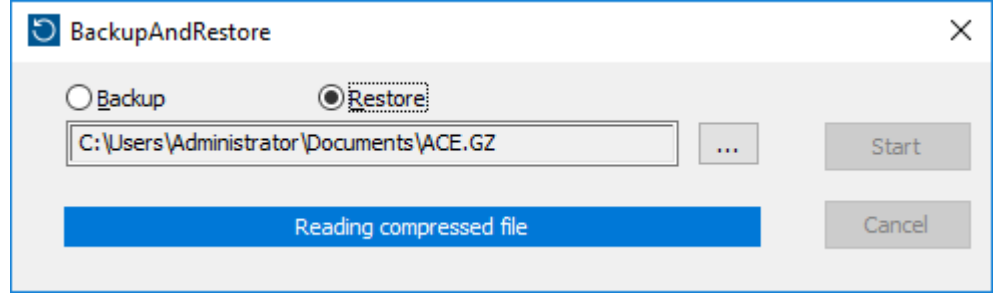 BackupAndRestore
Backup Restore
C:\Users\Administrator\Documents\ACE.GZ ... Start
Reading compressed file Cancel